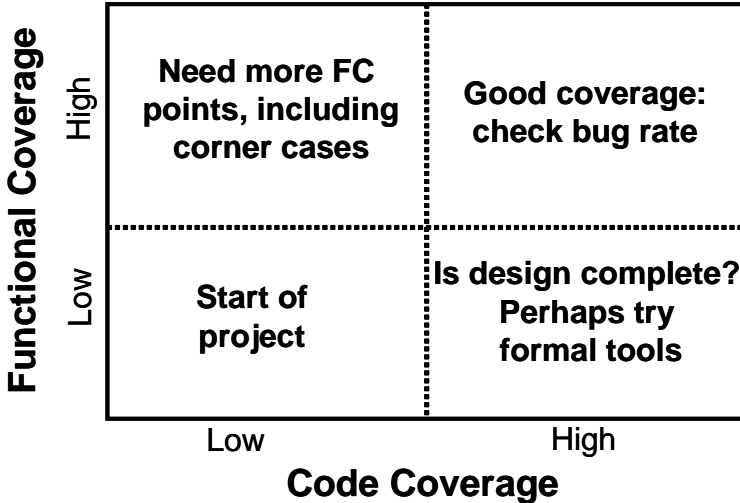 Functional Coverage
High
Low
Need more FC
points, including
corner cases
Good coverage:
check bug rate
Start of
project
Is design complete?
Perhaps try
formal tools
Low
High
Code Coverage